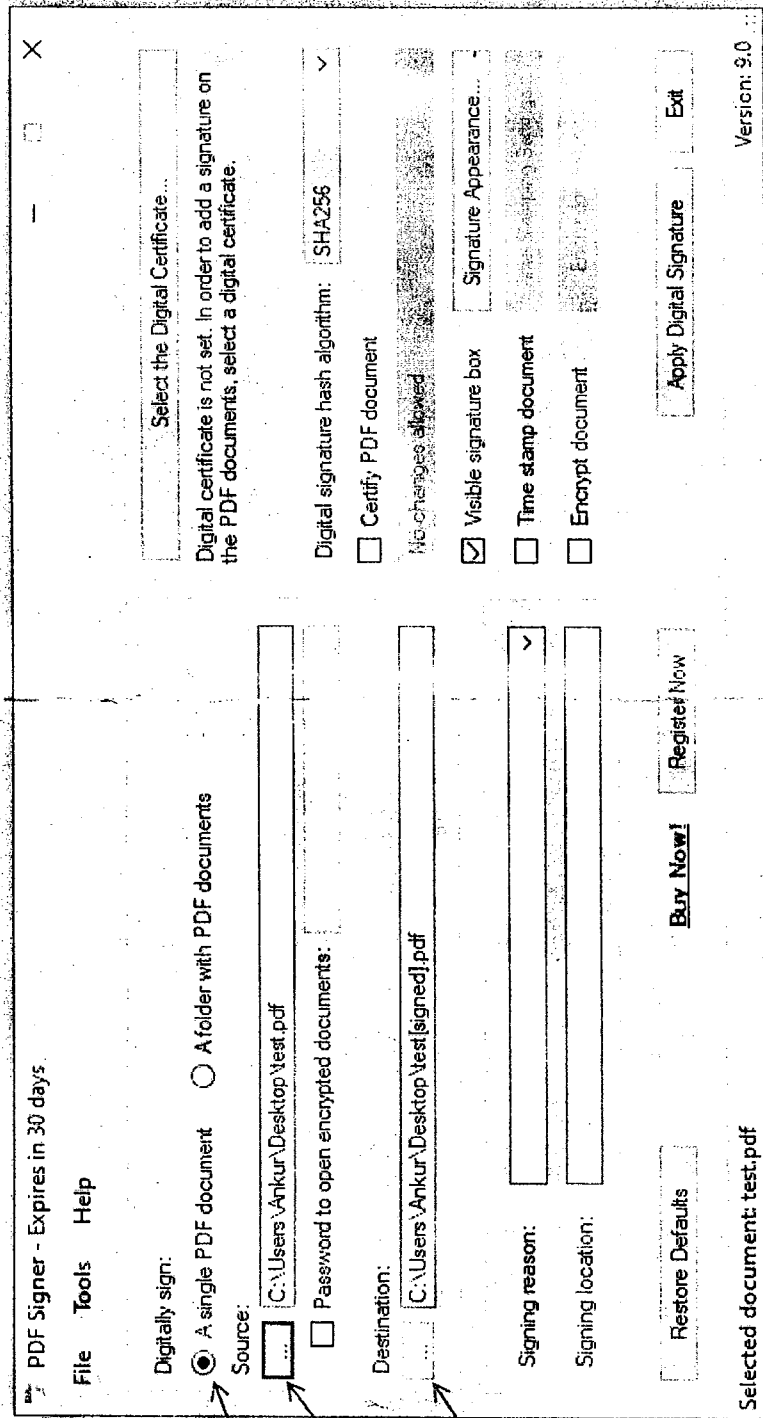 PDF Signer - Expires in 30 days
File Tools Help
Digitally sign:
A single PDF document A folder with PDF documents
Source:
... C:\Users\Ankur\Desktop\test.pdf
Password to open encrypted documents:
Destination:
... C:\Users\Ankur\Desktop\test[signed].pdf
Signing reason:
Signing location:
Restore Defaults Buy Now! Register Now
Select the Digital Certificate...
Digital certificate is not set. In order to add a signature on
the PDF documents, select a digital certificate.
Digital signature hash algorithm: SHA256
Certify PDF document
No changes allowed
Visible signature box Signature Appearance...
Time stamp document
Encrypt document
Apply Digital Signature Exit
Selected document: test.pdf Version: 9.0